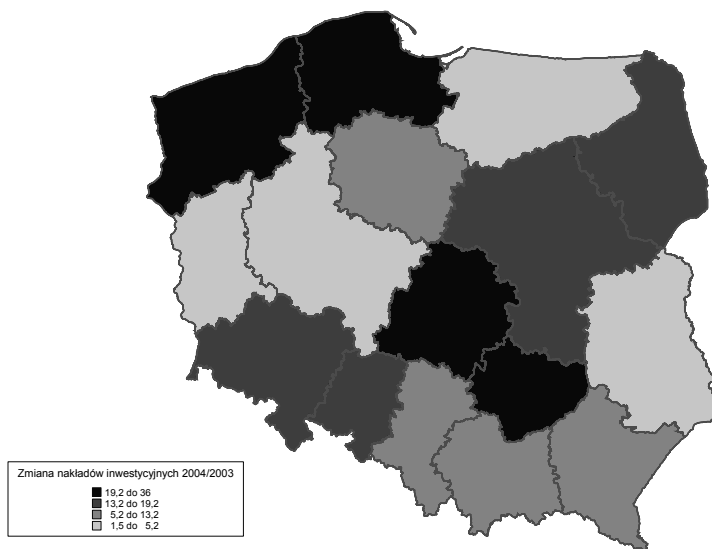 Zmiana nakładów inwestycyjnych 2004/2003
19,2 do 36
13,2 do 19,2
5,2 do 13,2
1,5 do 5,2